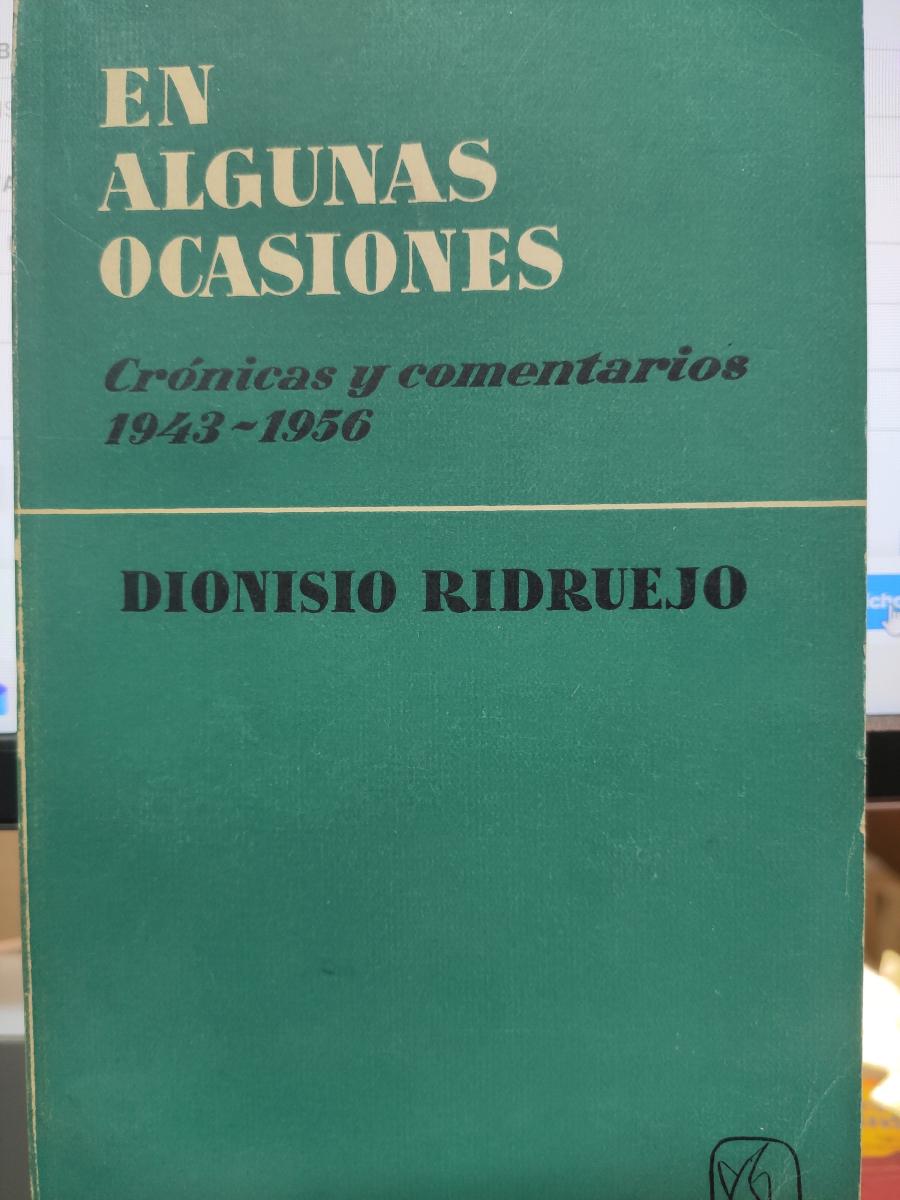 EN
ALGUNAS
OCASIONES
Crónicas y comentarios
1943-1956
DIONISIO RIDRUEJO